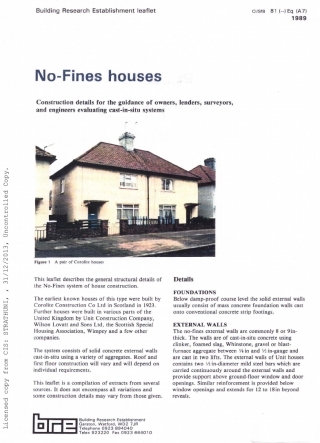 Building Research Establishment leaflet
CI/SfB 81 (–) Eq (A7)
1989
No-Fines houses
Construction details for the guidance of owners, lenders, surveyors,
and engineers evaluating cast-in-situ systems
Figure 1 A pair of Corolite houses
This leaflet describes the general structural details of
the No-Fines system of house construction.
The earliest known houses of this type were built by
Corolite Construction Co Ltd in Scotland in 1923.
Further houses were built in various parts of the
United Kingdom by Unit Construction Company,
Wilson Lovatt and Sons Ltd, the Scottish Special
Housing Association, Wimpey and a few other
companies.
The system consists of solid concrete external walls
cast-in-situ using a variety of aggregates. Roof and
first floor construction will vary and will depend on
individual requirements.
This leaflet is a compilation of extracts from several
sources. It does not encompass all variations and
some construction details may vary from those given.
Details
FOUNDATIONS
Below damp-proof course level the solid external walls
usually consist of mass concrete foundation walls cast
onto conventional concrete strip footings.
EXTERNAL WALLS
The no-fines external walls are commonly 8 or 9in-
thick. The walls are of cast-in-situ concrete using
clinker, foamed slag, Whinstone, gravel or blast-
furnace aggregate between ¼-in and ½-in-gauge and
are cast in two lifts. The external walls of Unit houses
contain two ½-in-diameter mild steel bars which are
carried continuously around the external walls and
provide support above ground-floor window and door
openings. Similar reinforcement is provided below
window openings and extends for 12 to 18in beyond
reveals.
bre
Building Research Establishment
Garston, Watford, WD2 7JR
Telephone 0923 894040
Telex 923220 Fax 0923-664010
Licensed copy from CIS: STRATHUNI, , 31/12/2013, Uncontrolled Copy.